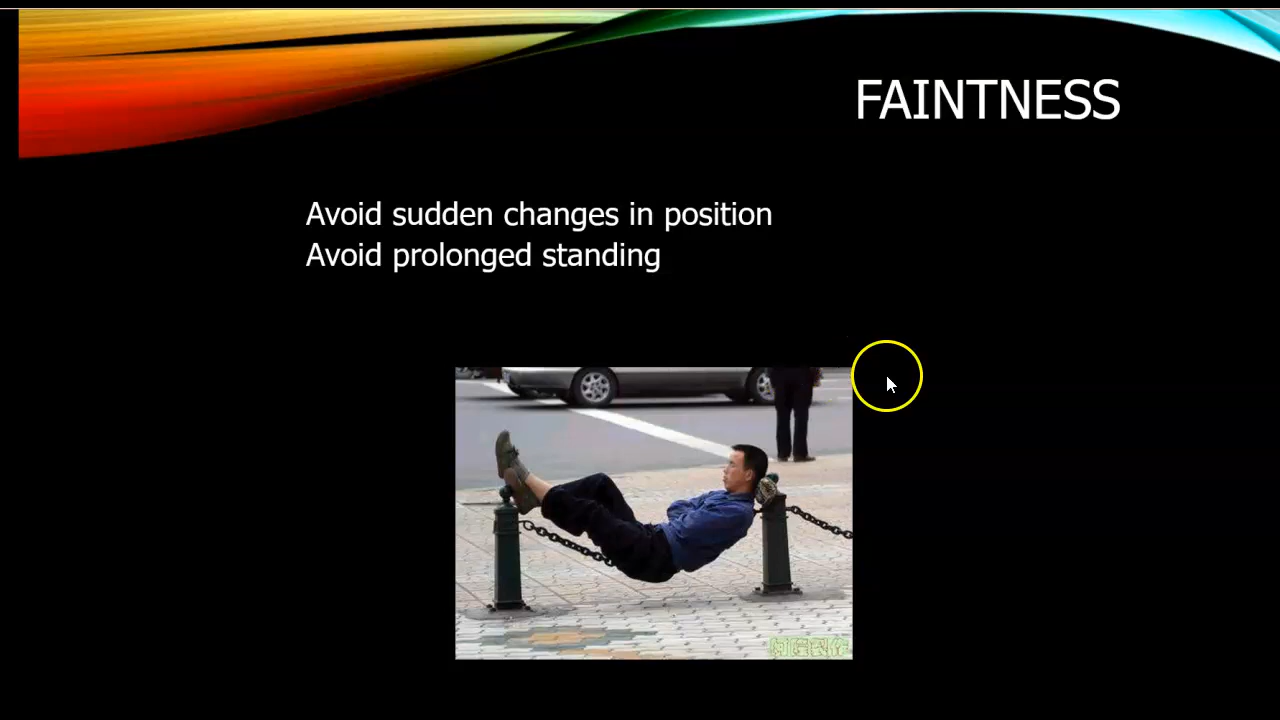 FAINTNESS
Avoid sudden changes in position
Avoid prolonged standing